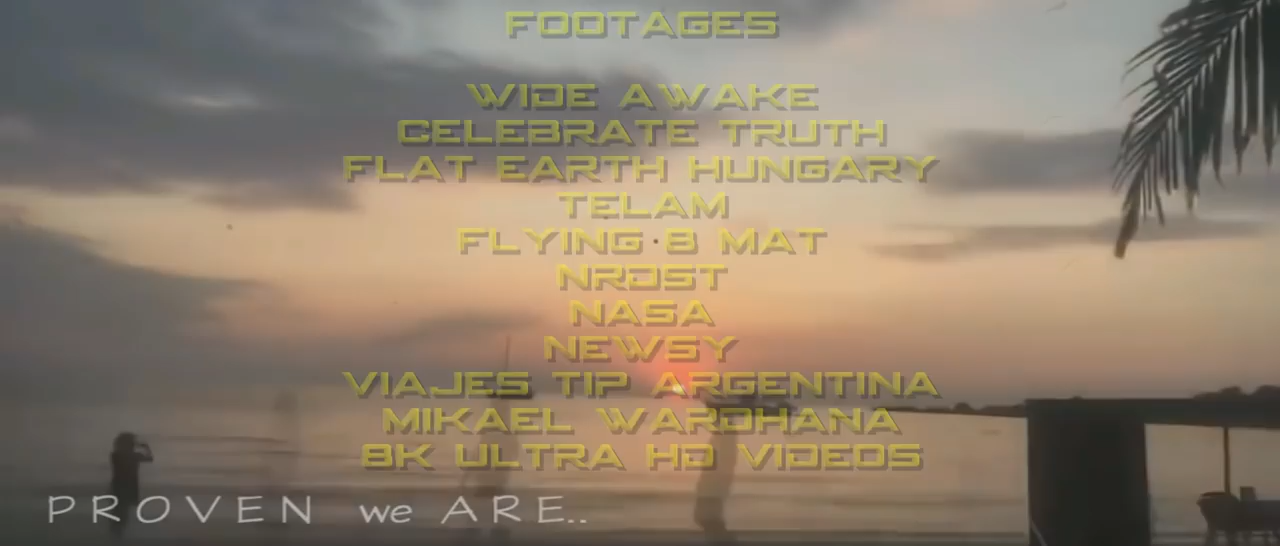 FOOTAGES
WIDE AWAKE
CELEBRATE TRUTH
FLAT EARTH HUNGARY
TELAM
FLYING 8 MAT
NRDST
NASA
NEWSY
VIAJES TIP ARGENTINA
MIKAEL WARDHANA
8K ULTRA HD VIDEOS
PROVEN we ARE..